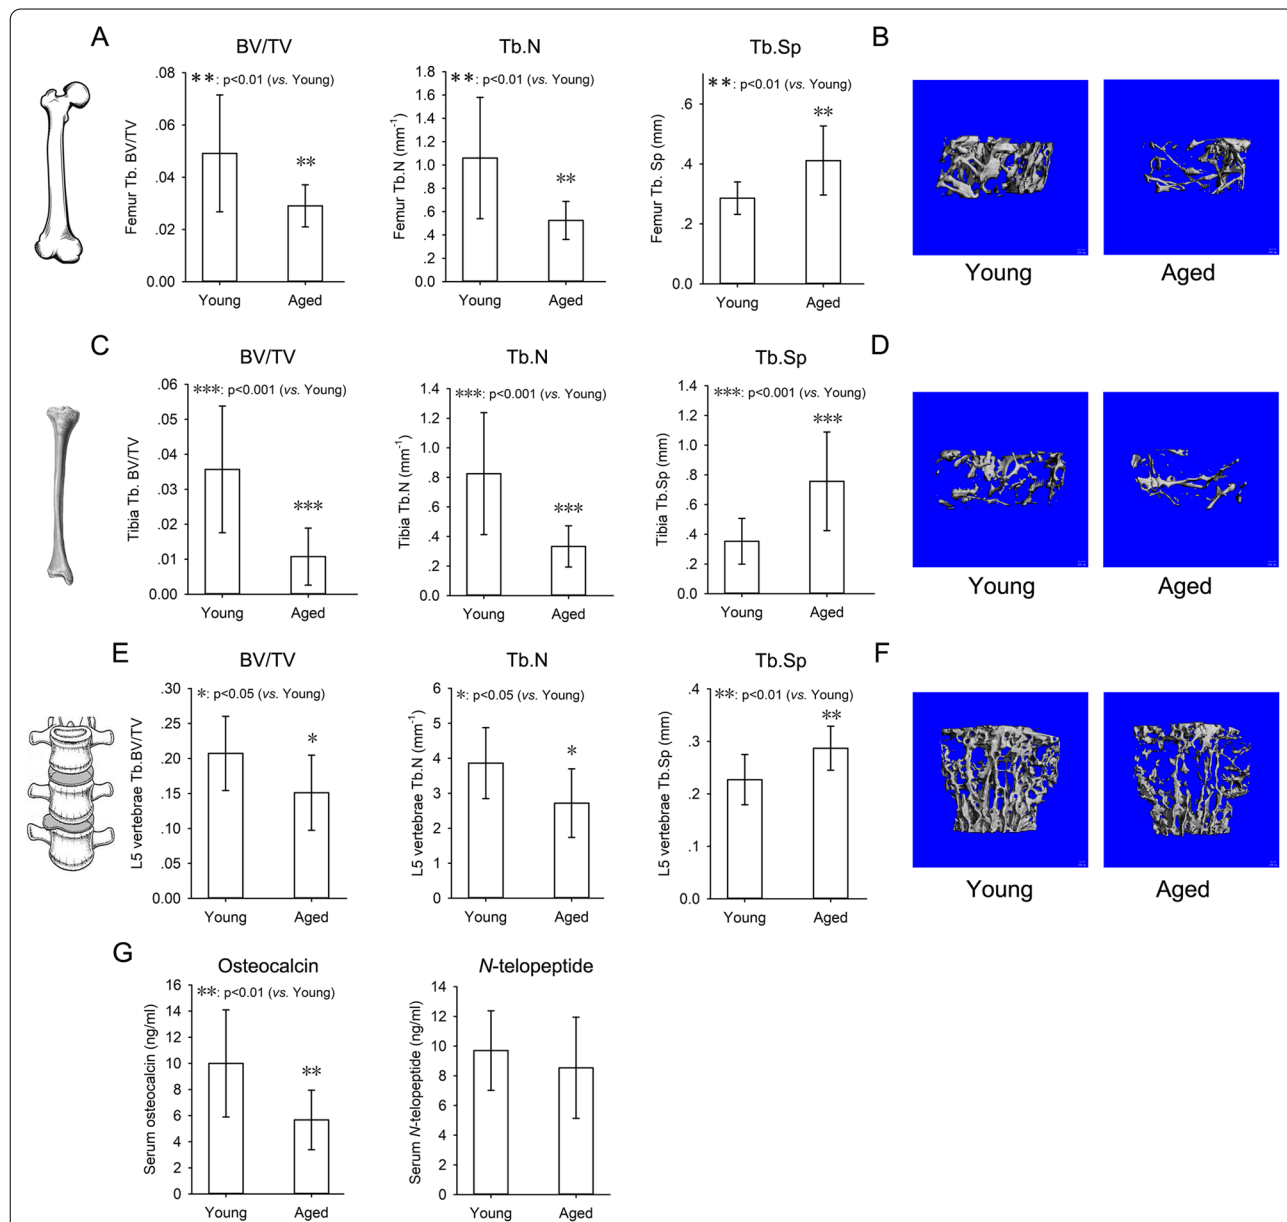 A
BV/TV
Tb.N
Tb.Sp
B
**: p<0.01 (vs. Young)
**: p<0.01 (vs. Young)
**: p<0.01 (vs. Young)
Femur Tb. BV/TV
.08
.06
.04
.02
0.00
**
Young Aged
Femur Tb.N (mm-1)
1.8
1.6
1.4
1.2
1.0
.8
.6
.4
.2
0.0
**
Young Aged
Femur Tb. Sp (mm)
.6
.4
.2
0.0
**
Young Aged
Young Aged
C
BV/TV
Tb.N
Tb.Sp
D
***: p<0.001 (vs. Young)
***: p<0.001 (vs. Young)
***: p<0.001 (vs. Young)
Tibia Tb. BV/TV
.06
.05
.04
.03
.02
.01
0.00
***
Young Aged
Tibia Tb.N (mm-1)
1.4
1.2
1.0
.8
.6
.4
.2
0.0
***
Young Aged
Tibia Tb.Sp (mm)
1.4
1.2
1.0
.8
.6
.4
.2
0.0
***
Young Aged
Young Aged
E
BV/TV
Tb.N
Tb.Sp
F
*: p<0.05 (vs. Young)
*: p<0.05 (vs. Young)
**: p<0.01 (vs. Young)
L5 vertebrae Tb.BV/TV
.30
.25
.20
.15
.10
.05
0.00
*
Young Aged
L5 vertebrae Tb.N (mm-1)
6
5
4
3
2
1
0
*
Young Aged
L5 vertebrae Tb.Sp (mm)
.4
.3
.2
.1
0.0
**
Young Aged
Young Aged
G
Osteocalcin
N-telopeptide
**: p<0.01 (vs. Young)
Serum osteocalcin (ng/ml)
16
14
12
10
8
6
4
2
0
**
Young Aged
Serum N-telopeptide (ng/ml)
14
12
10
8
6
4
2
0
Young Aged